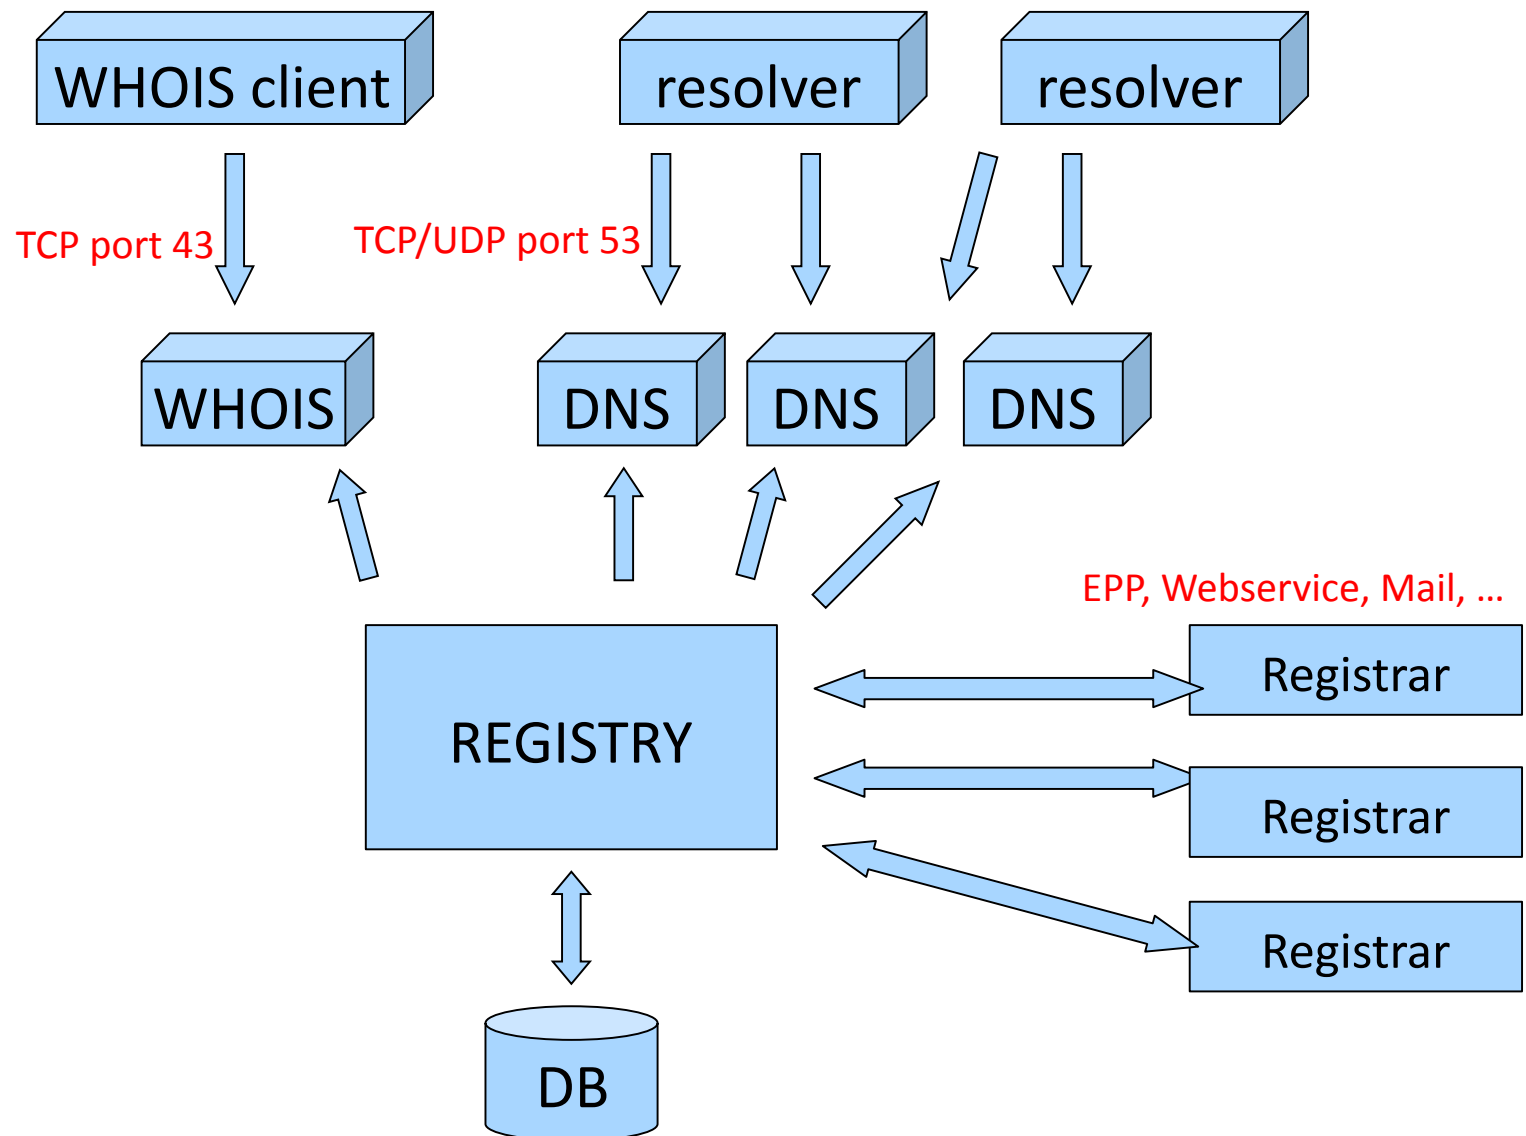 WHOIS client
resolver
resolver
TCP port 43
TCP/UDP port 53
WHOIS
DNS
DNS
DNS
EPP, Webservice, Mail, ...
Registrar
REGISTRY
Registrar
Registrar
DB